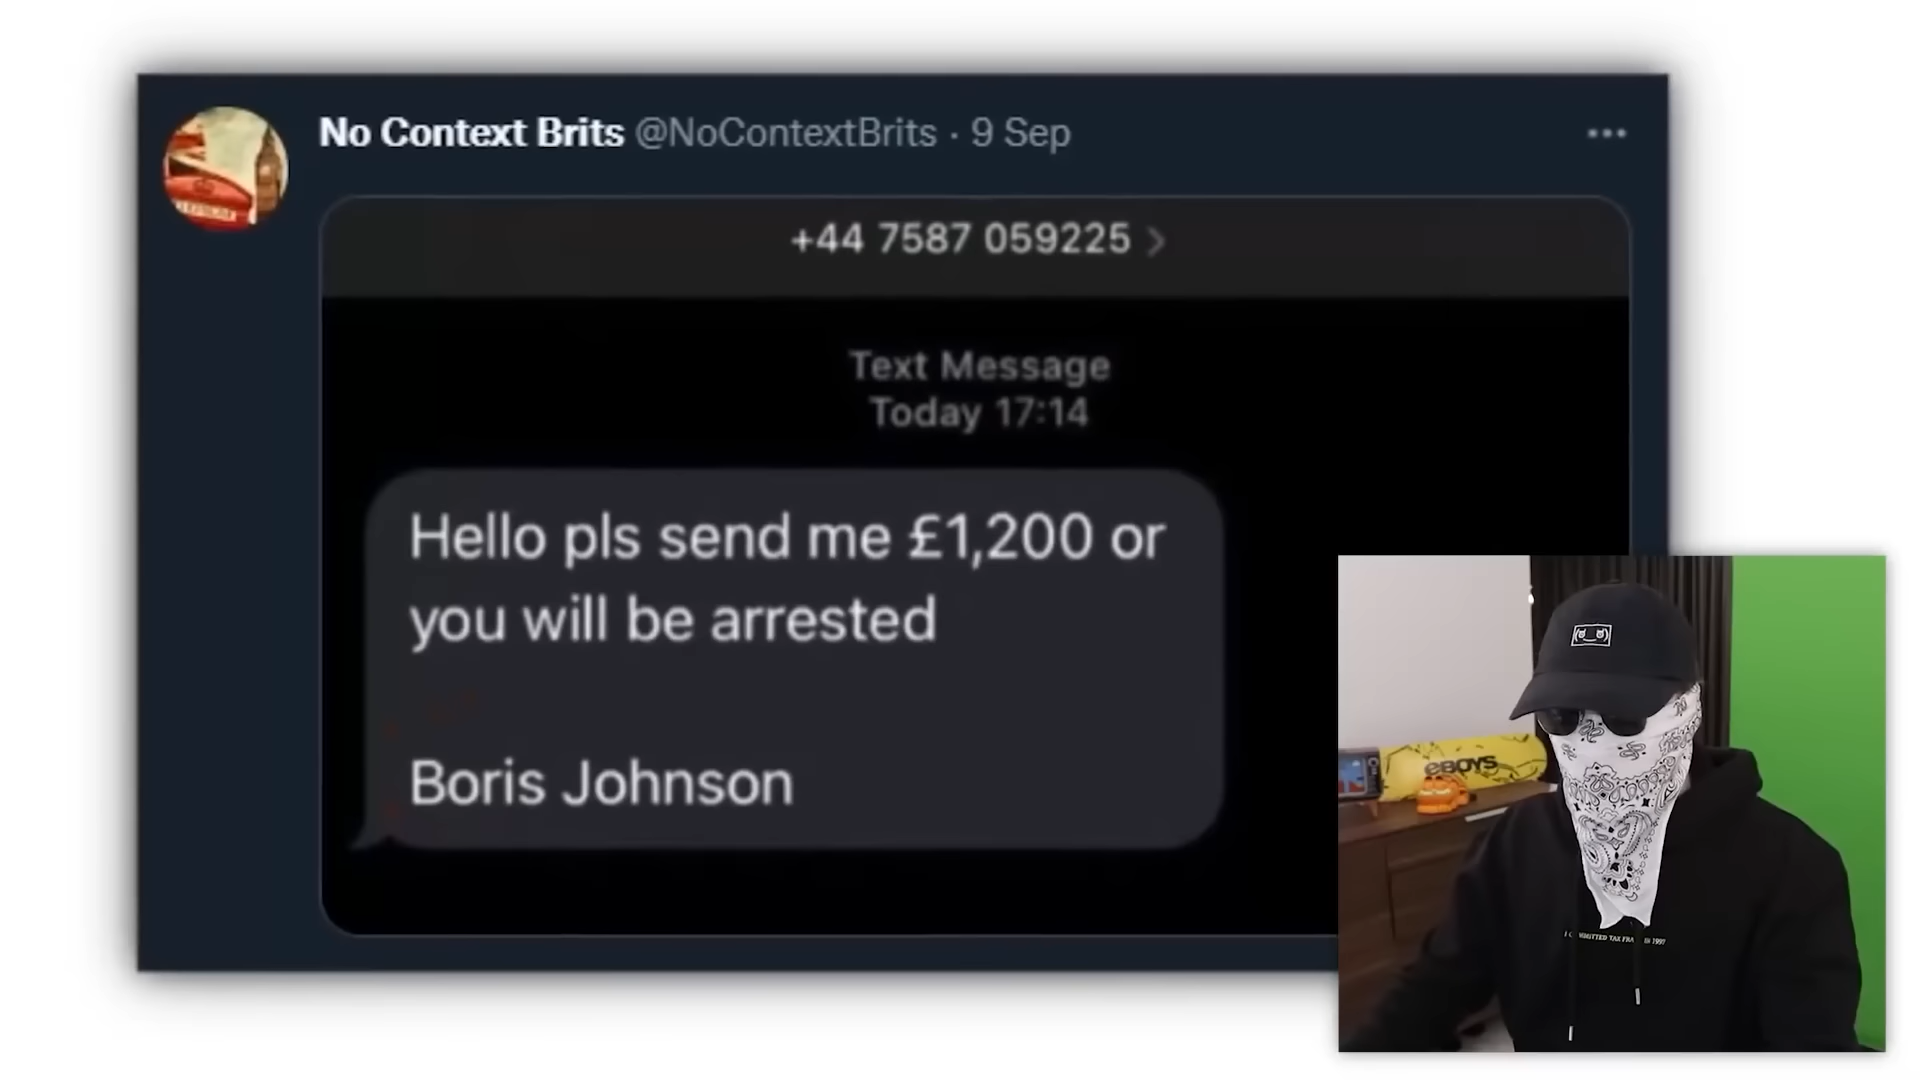 No Context Brits @NoContextBrits · 9 Sep
+44 7587 059225
Text Message
Today 17:14
Hello pls send me £1,200 or
you will be arrested
Boris Johnson
eBOYS